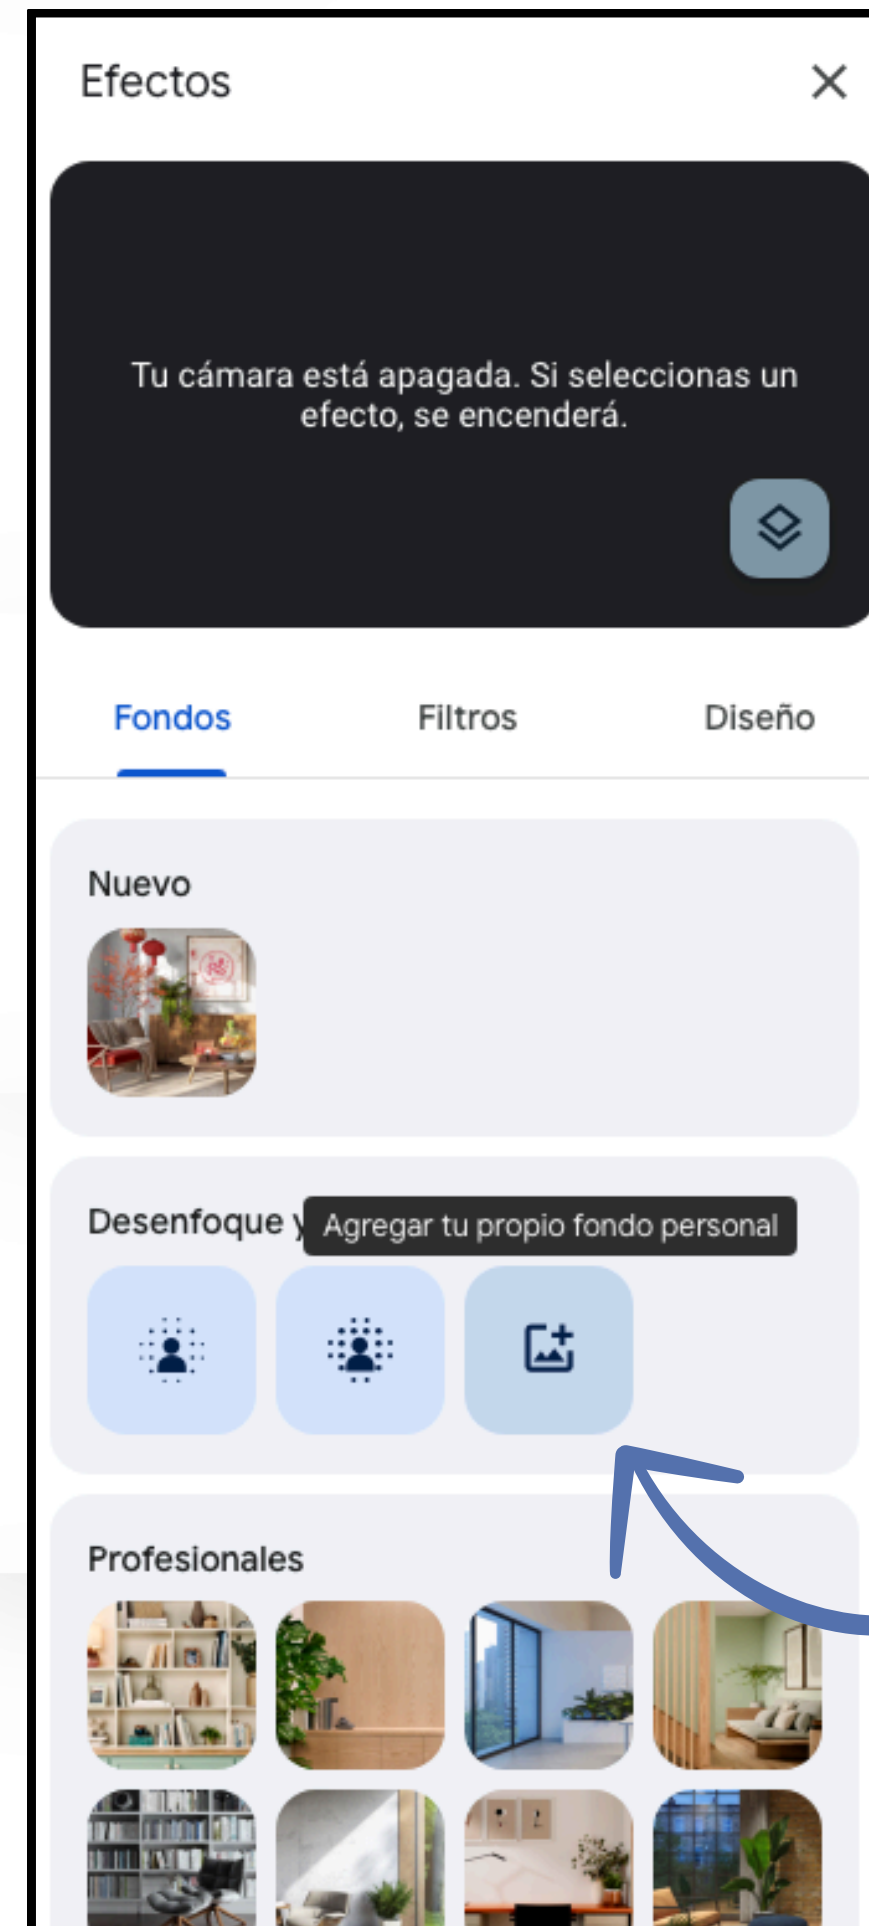 Efectos
Tu cámara está apagada. Si seleccionas un
efecto, se encenderá.
Fondos Filtros Diseño
Nuevo
Desenfoque y
Agregar tu propio fondo personal
Profesionales